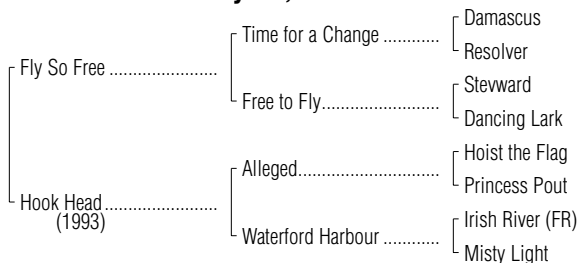 Time for a Change ............
Damascus
Resolver
Fly So Free .......................
Free to Fly.........................
Stevward
Dancing Lark
Hook Head ........................
(1993)
Alleged..............................
Hoist the Flag
Princess Pout
Waterford Harbour ............
Irish River (FR)
Misty Light